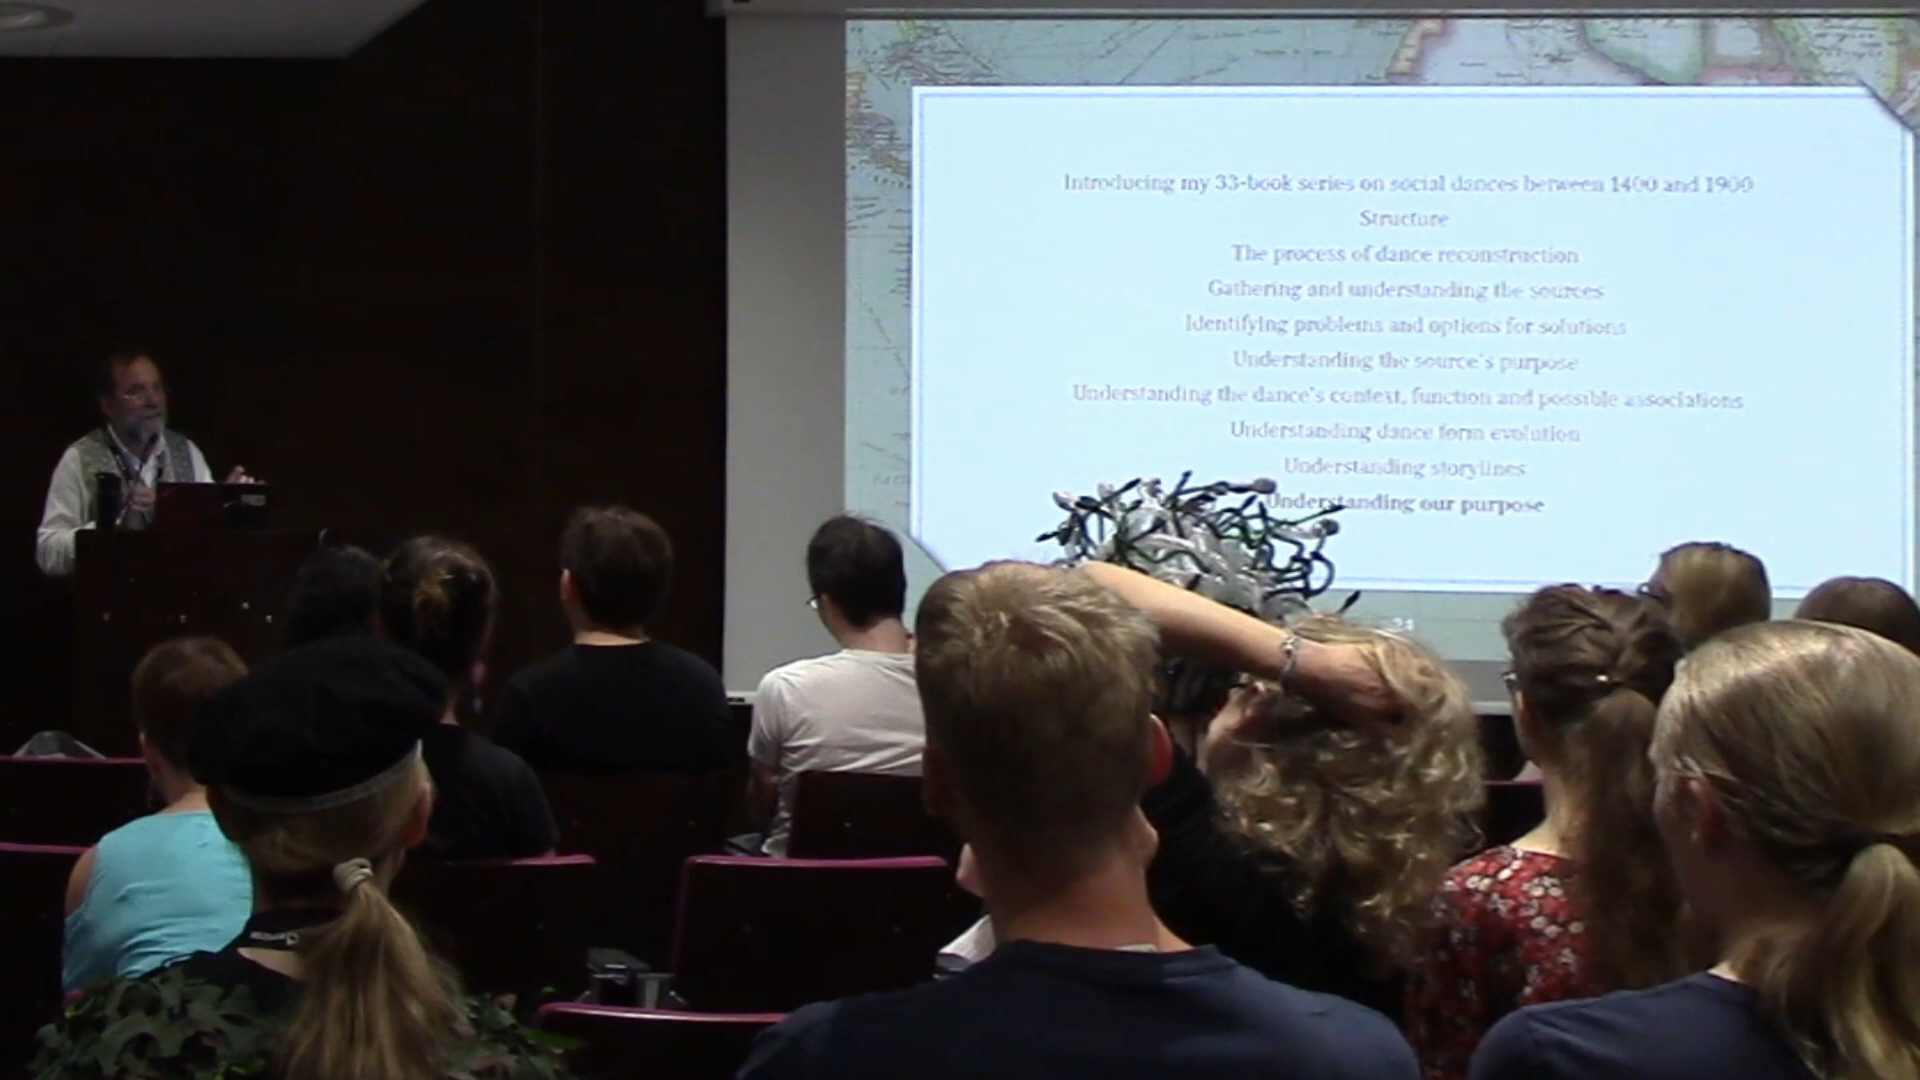 Introducing my 33-book series on social dances between 1400 and 1900
Structure
The process of dance reconstruction
Gathering and understanding the sources
Identifying problems and options for solutions
Understanding the source's purpose
Understanding the dance's context, function and possible associations
Understanding dance form evolution
Understanding storylines
Understanding our purpose